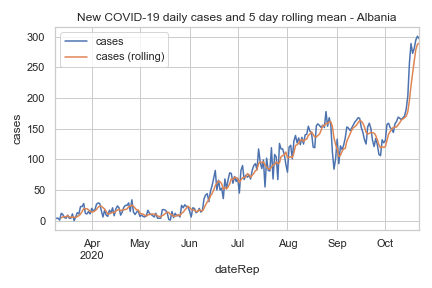 New COVID-19 daily cases and 5 day rolling mean - Albania
cases
cases (rolling)
300
250
200
150
100
50
0
cases
Apr
2020
May
Jun
Jul
Aug
Sep
Oct
dateRep